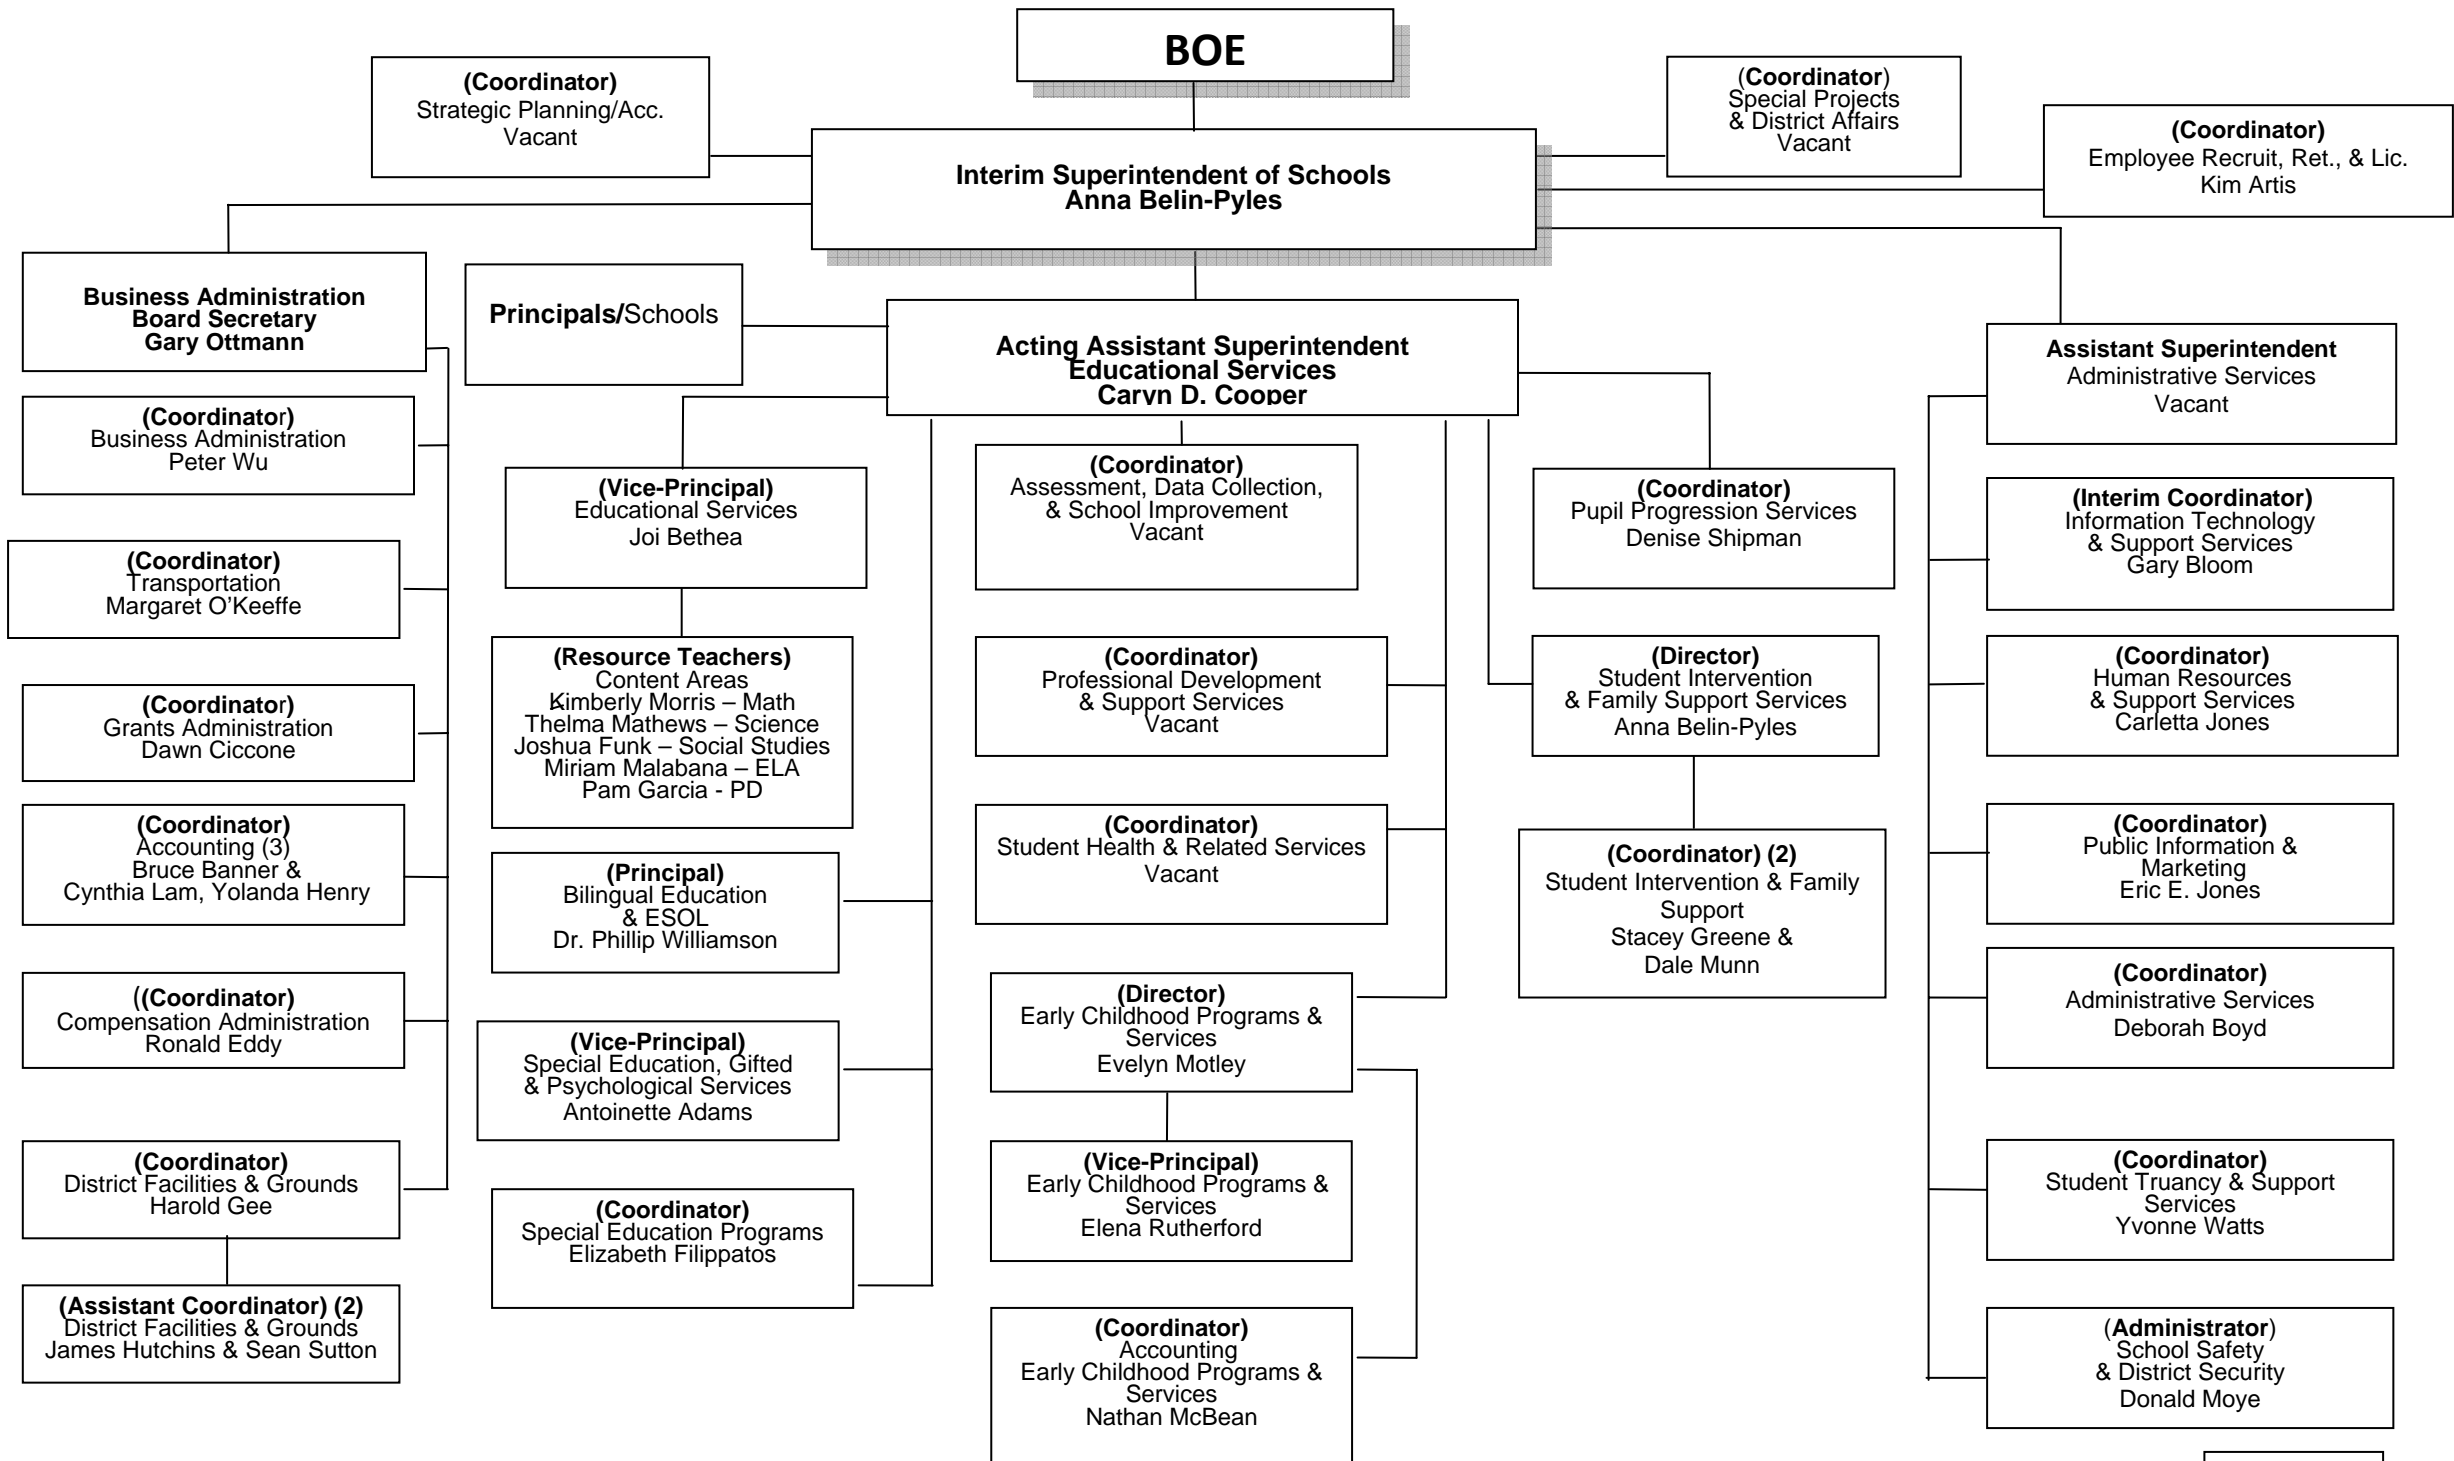 BOE
(Coordinator)
Strategic Planning/Acc.
Vacant
(Coordinator)
Special Projects
& District Affairs
Vacant
(Coordinator)
Employee Recruit, Ret., & Lic.
Kim Artis
Interim Superintendent of Schools
Anna Belin-Pyles
Business Administration
Board Secretary
Gary Ottmann
Principals/Schools
Acting Assistant Superintendent
Educational Services
Caryn D. Cooper
Assistant Superintendent
Administrative Services
Vacant
(Coordinator)
Business Administration
Peter Wu
(Coordinator)
Transportation
Margaret O'Keeffe
(Coordinator)
Grants Administration
Dawn Ciccone
(Coordinator)
Accounting (3)
Bruce Banner &
Cynthia Lam, Yolanda Henry
((Coordinator)
Compensation Administration
Ronald Eddy
(Coordinator)
District Facilities & Grounds
Harold Gee
(Assistant Coordinator) (2)
District Facilities & Grounds
James Hutchins & Sean Sutton
(Vice-Principal)
Educational Services
Joi Bethea
(Resource Teachers)
Content Areas
Kimberly Morris – Math
Thelma Mathews – Science
Joshua Funk – Social Studies
Miriam Malabana – ELA
Pam Garcia - PD
(Principal)
Bilingual Education
& ESOL
Dr. Phillip Williamson
(Vice-Principal)
Special Education, Gifted
& Psychological Services
Antoinette Adams
(Coordinator)
Special Education Programs
Elizabeth Filippatos
(Coordinator)
Assessment, Data Collection,
& School Improvement
Vacant
(Coordinator)
Professional Development
& Support Services
Vacant
(Coordinator)
Student Health & Related Services
Vacant
(Director)
Early Childhood Programs &
Services
Evelyn Motley
(Vice-Principal)
Early Childhood Programs &
Services
Elena Rutherford
(Coordinator)
Accounting
Early Childhood Programs &
Services
Nathan McBean
(Coordinator)
Pupil Progression Services
Denise Shipman
(Director)
Student Intervention
& Family Support Services
Anna Belin-Pyles
(Coordinator) (2)
Student Intervention & Family
Support
Stacey Greene &
Dale Munn
(Interim Coordinator)
Information Technology
& Support Services
Gary Bloom
(Coordinator)
Human Resources
& Support Services
Carletta Jones
(Coordinator)
Public Information &
Marketing
Eric E. Jones
(Coordinator)
Administrative Services
Deborah Boyd
(Coordinator)
Student Truancy & Support
Services
Yvonne Watts
(Administrator)
School Safety
& District Security
Donald Moye